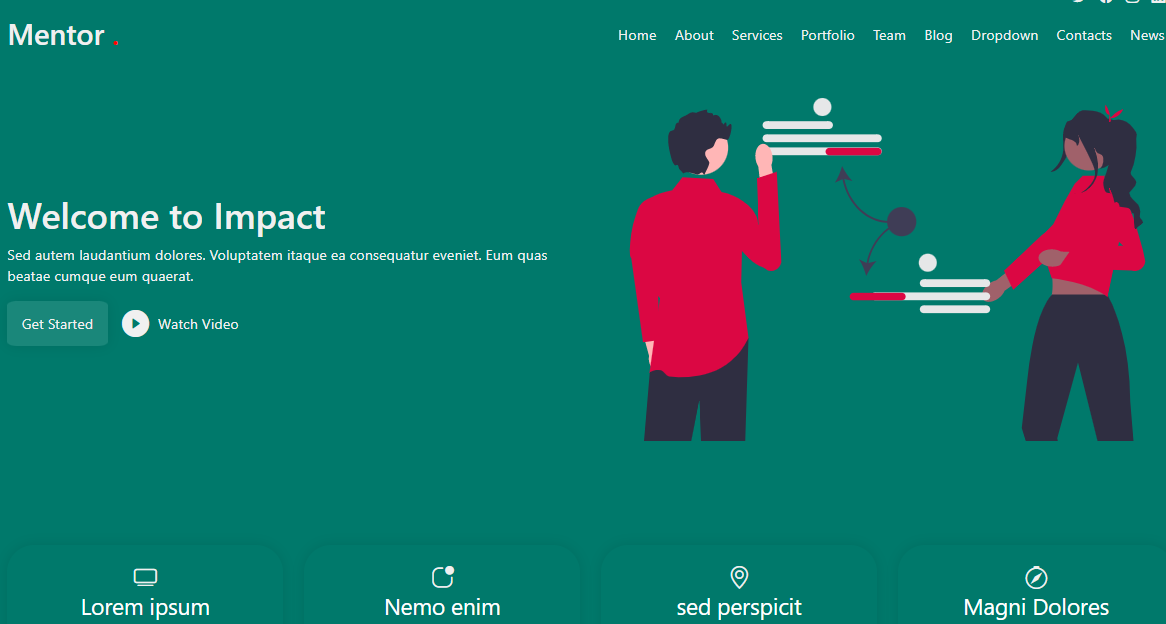 Mentor .
Home About Services Portfolio Team Blog Dropdown Contacts News
Welcome to Impact
Sed autem laudantium dolores. Voluptatem itaque ea consequatur eveniet. Eum quas
beatae cumque eum quaerat.
Get Started Watch Video
Lorem ipsum Nemo enim sed perspicit Magni Dolores